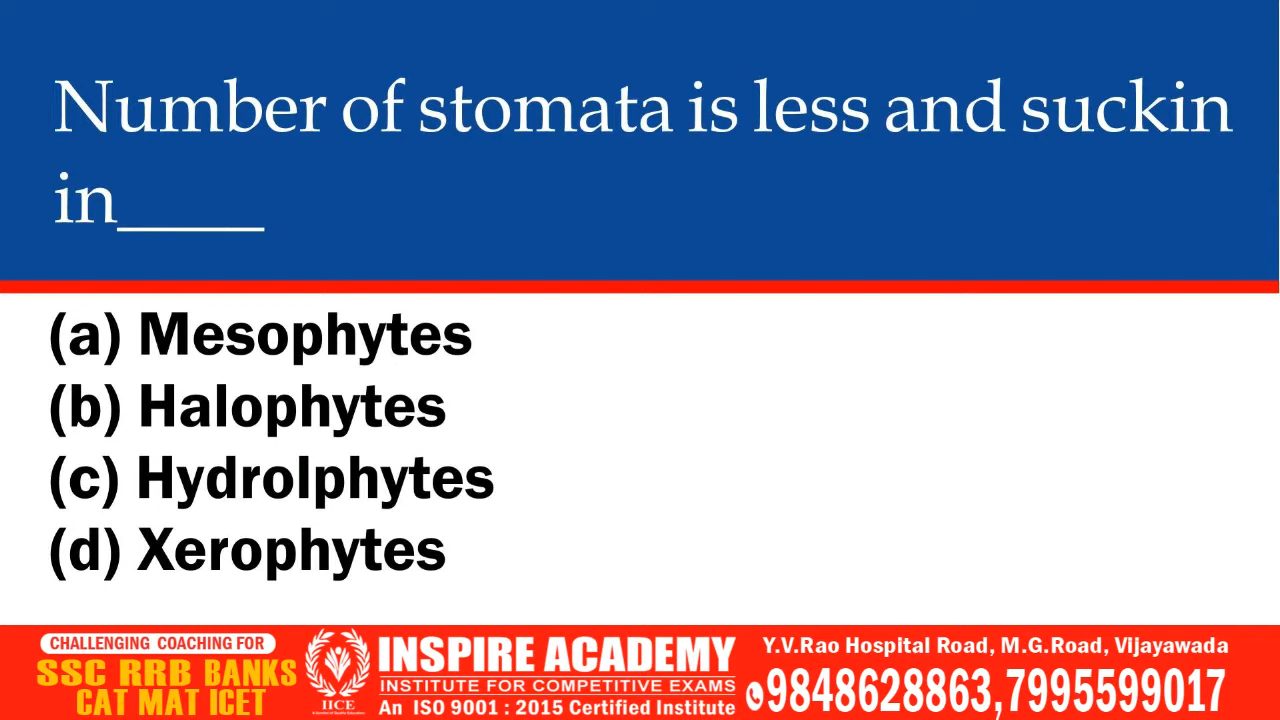 Number of stomata is less and suckin
in_____
(a) Mesophytes
(b) Halophytes
(c) Hydrolphytes
(d) Xerophytes
CHALLENGING COACHING FOR
SSC RRB BANKS
CAT MAT ICET
IICE
INSPIRE ACADEMY
INSTITUTE FOR COMPETITIVE EXAMS
An ISO 9001 : 2015 Certified Institute
Y.V.Rao Hospital Road, M.G.Road, Vijayawada
9848628863,7995599017